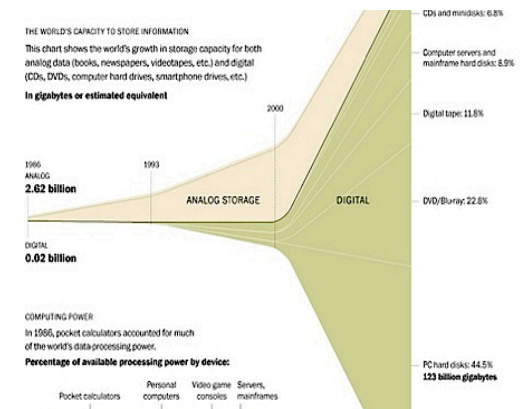 THE WORLD'S CAPACITY TO STORE INFORMATION
This chart shows the world's growth in storage capacity for both
analog data (books, newspapers, videotapes, etc.) and digital
(CDs, DVDs, computer hard drives, smartphone drives, etc.)
In gigabytes or estimated equivalent
CDs and minidisks: 6.8%
Computer servers and
mainframe hard disks: 8.9%
2000
Digital tape: 11.8%
1986
ANALOG
2.62 billion
1993
ANALOG STORAGE
DIGITAL
DVD/Blu-ray: 22.8%
DIGITAL
0.02 billion
COMPUTING POWER
In 1986, pocket calculators accounted for much
of the world's data-processing power.
Percentage of available processing power by device:
PC hard disks: 44.5%
123 billion gigabytes
Pocket calculators
Personal
computers
Video game
consoles
Servers,
mainframes